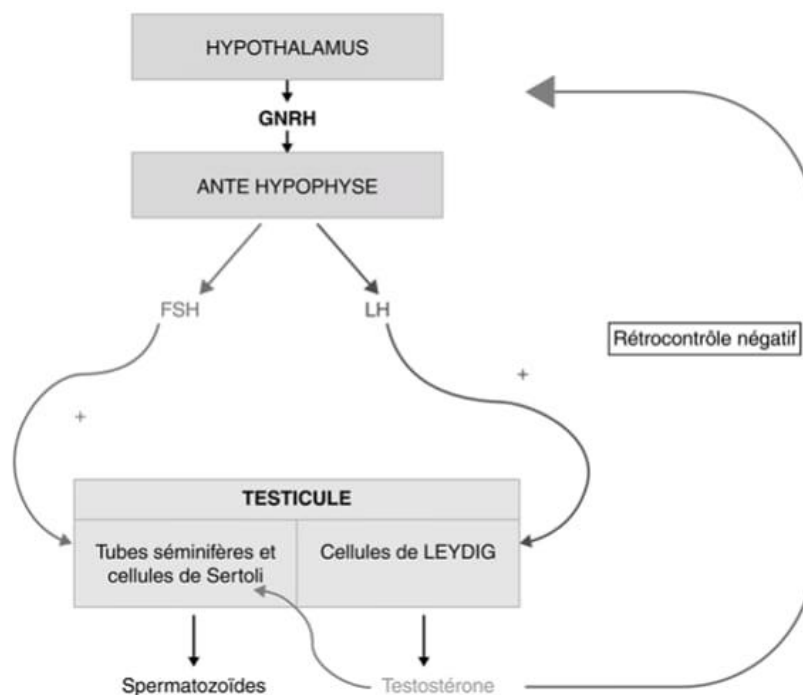 HYPOTHALAMUS
GNRH
ANTE HYPOPHYSE
FSH
LH
Rétrocontrôle négatif
+
+
TESTICULE
Tubes séminifères et
cellules de Sertoli
Cellules de LEYDIG
Spermatozoïdes
Testostérone